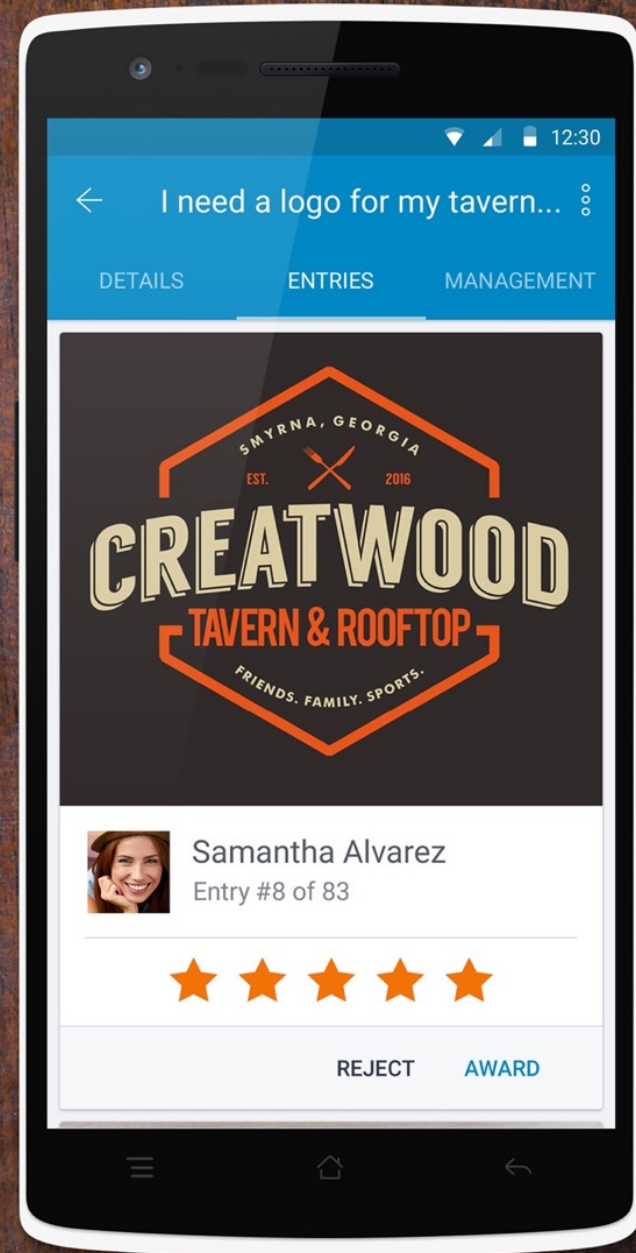 12:30
I need a logo for my tavern...
DETAILS ENTRIES MANAGEMENT
SMYRNA, GEORGIA
EST. 2016
CREATWOOD
TAVERN & ROOFTOP
FRIENDS. FAMILY. SPORTS.
Samantha Alvarez
Entry #8 of 83
REJECT AWARD